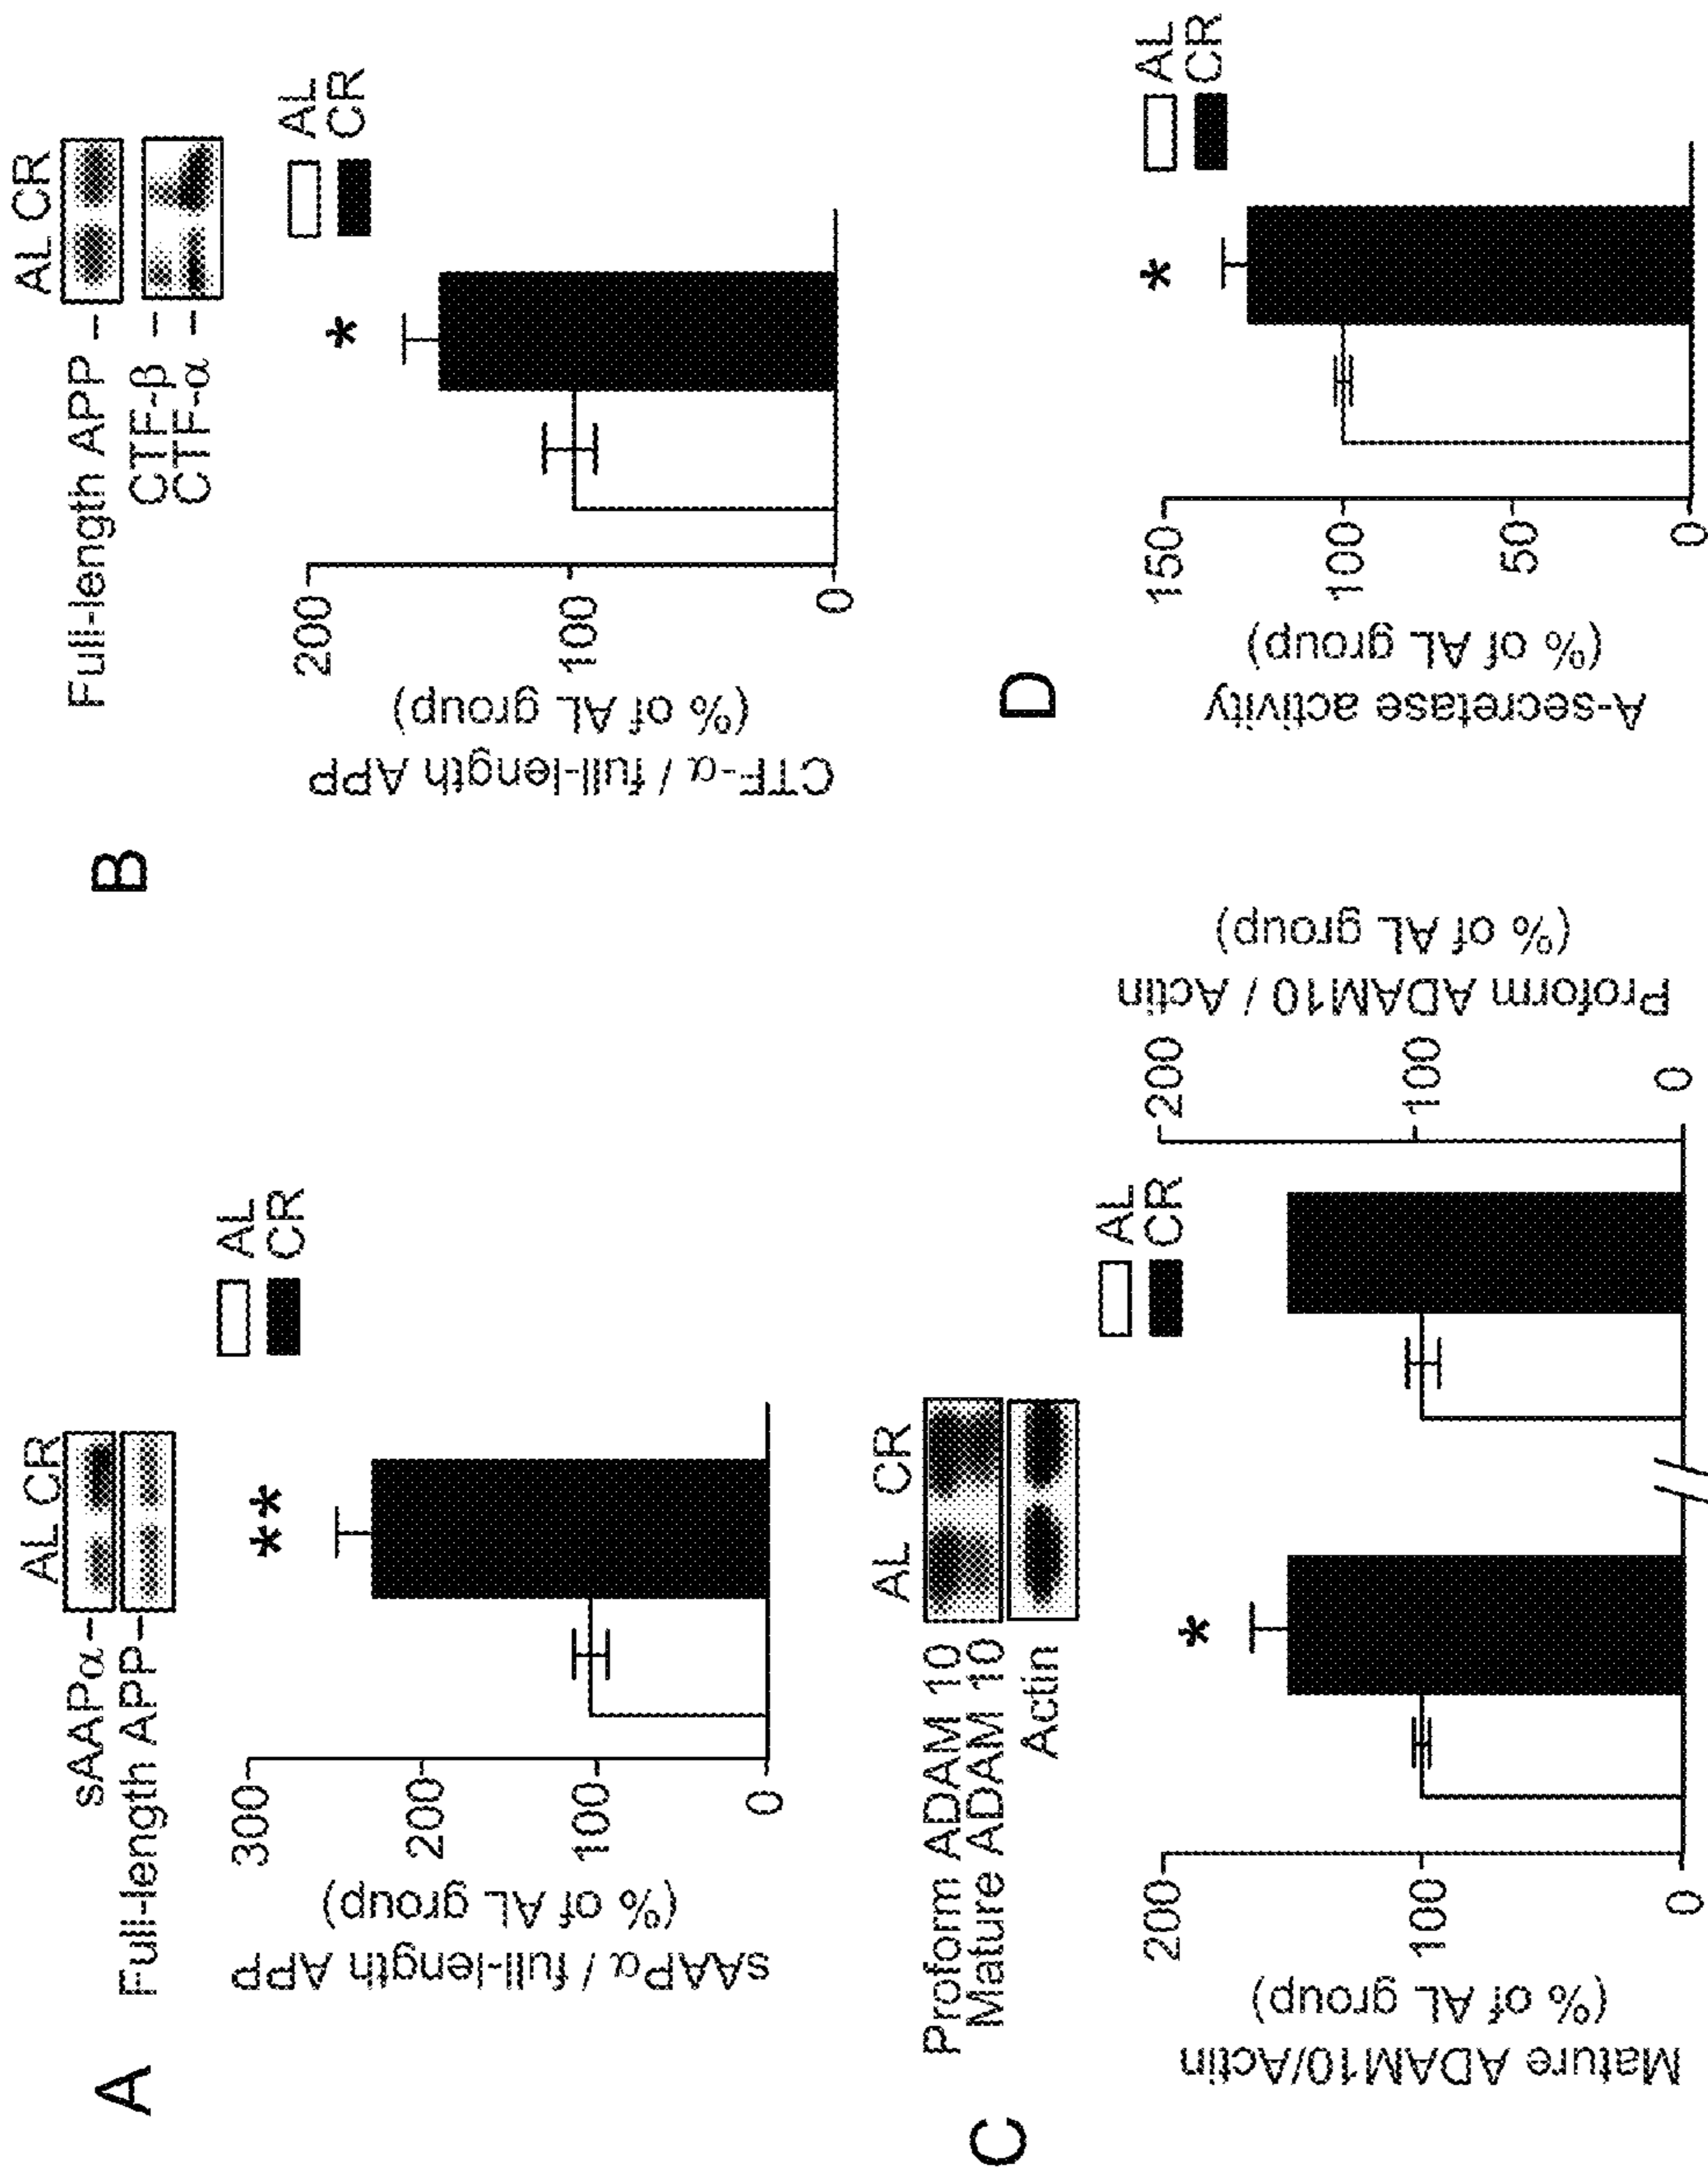 A
AL CR
sAAPα
Full-length APP
AL
CR
**
300
200
100
0
sAAPα / full-length APP
(% of AL group)
B
AL CR
Full-length APP
CTF-β
CTF-α
AL
CR
*
200
100
0
CTF-α / full-length APP
(% of AL group)
C
AL CR
Proform ADAM 10
Mature ADAM 10
Actin
AL
CR
*
200
100
0
Mature ADAM10/Actin
(% of AL group)
200
100
0
Proform ADAM10 / Actin
(% of AL group)
D
AL
CR
*
150
100
50
0
A-secretase activity
(% of AL group)